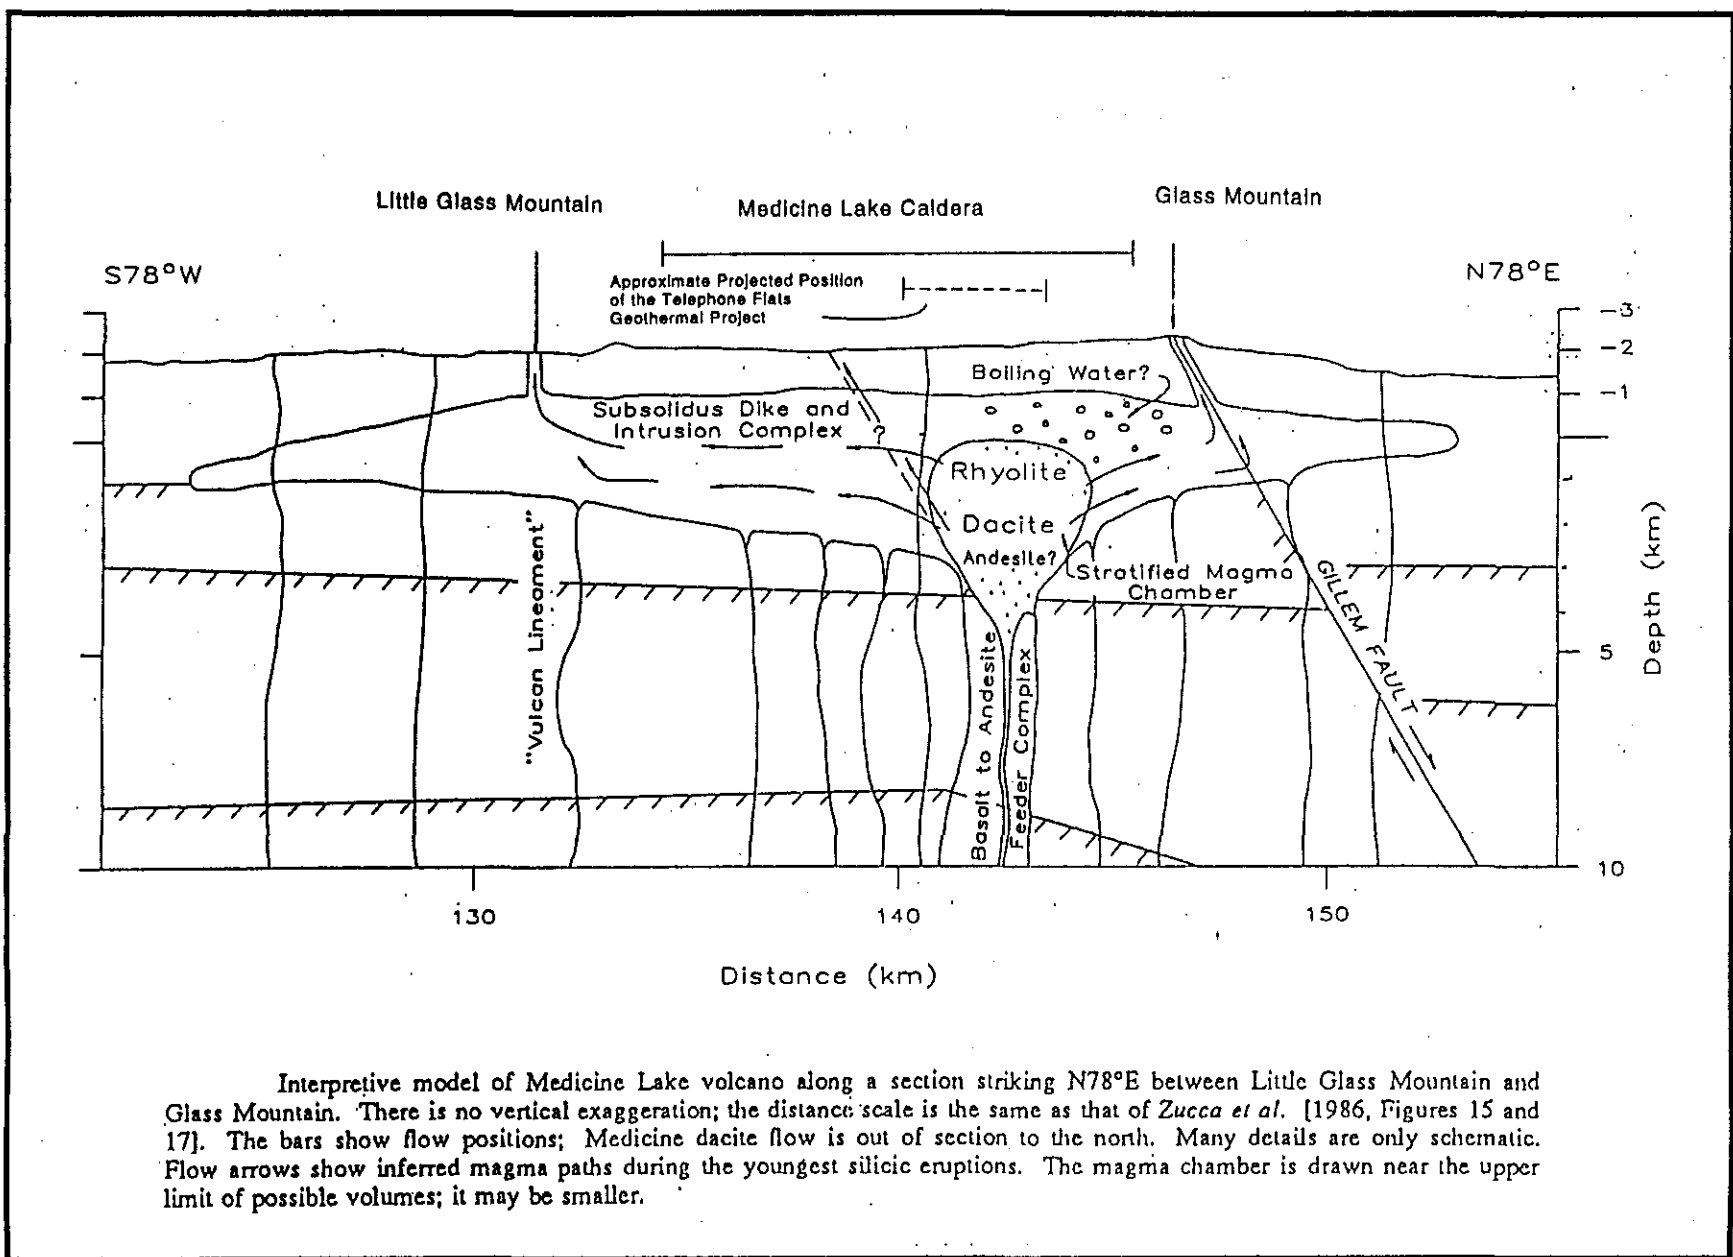 Little Glass Mountain
Medicine Lake Caldera
Glass Mountain
S78°W
N78°E
Approximate Projected Position
of the Telephone Flats
Geothermal Project
-3
-2
-1
Boiling Water?
Subsolidus Dike and
Intrusion Complex
?
Rhyolite
Dacite
Andesite?
Stratified Magma
Chamber
"Vulcan Lineament"
Basalt to Andesite
Feeder Complex
GILLEM FAULT
5
10
Depth (km)
130
140
150
Distance (km)
Interpretive model of Medicine Lake volcano along a section striking N78°E between Little Glass Mountain and
Glass Mountain. There is no vertical exaggeration; the distance scale is the same as that of Zucca et al. [1986, Figures 15 and
17]. The bars show flow positions; Medicine dacite flow is out of section to the north. Many details are only schematic.
Flow arrows show inferred magma paths during the youngest silicic eruptions. The magma chamber is drawn near the upper
limit of possible volumes; it may be smaller.